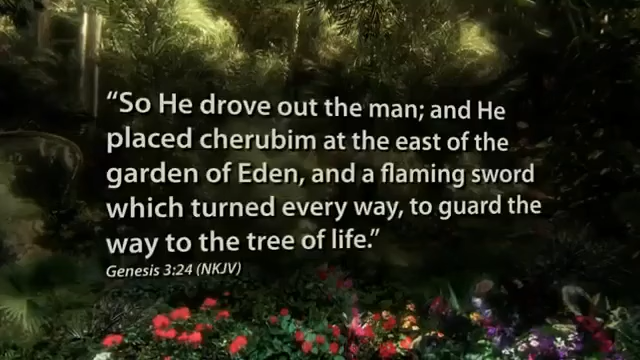 “So He drove out the man; and He
placed cherubim at the east of the
garden of Eden, and a flaming sword
which turned every way, to guard the
way to the tree of life.”
Genesis 3:24 (NKJV)